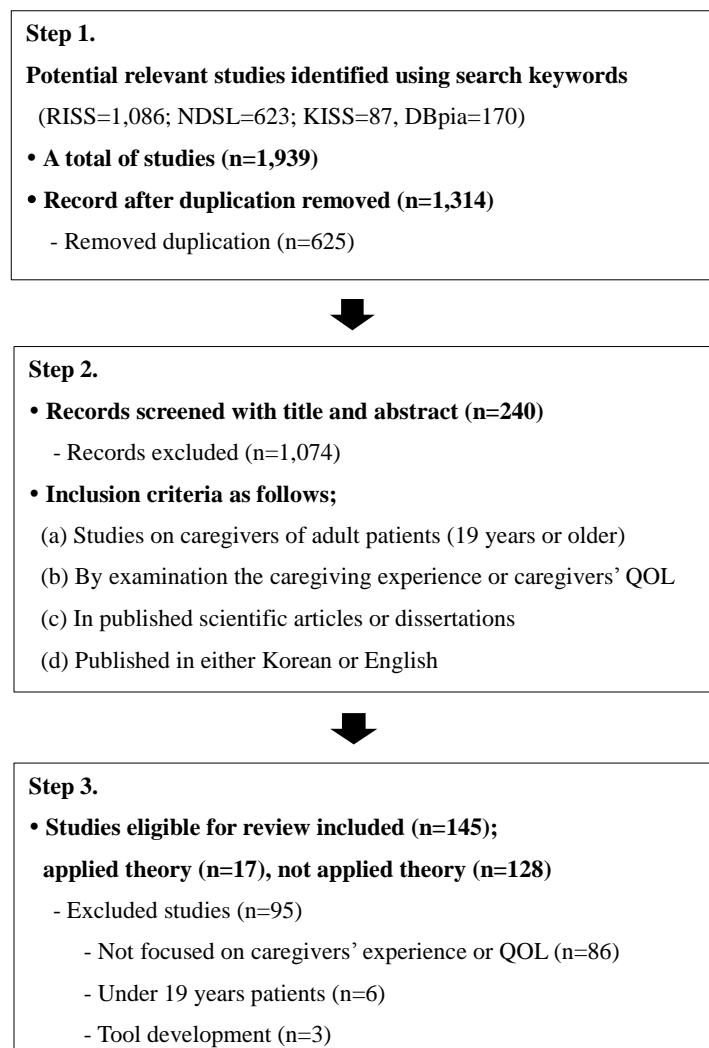 Step 1.
Potential relevant studies identified using search keywords
(RISS=1,086; NDSL=623; KISS=87, DBpia=170)
• A total of studies (n=1,939)
• Record after duplication removed (n=1,314)
- Removed duplication (n=625)
Step 2.
• Records screened with title and abstract (n=240)
- Records excluded (n=1,074)
• Inclusion criteria as follows;
(a) Studies on caregivers of adult patients (19 years or older)
(b) By examination the caregiving experience or caregivers’ QOL
(c) In published scientific articles or dissertations
(d) Published in either Korean or English
Step 3.
• Studies eligible for review included (n=145);
applied theory (n=17), not applied theory (n=128)
- Excluded studies (n=95)
- Not focused on caregivers’ experience or QOL (n=86)
- Under 19 years patients (n=6)
- Tool development (n=3)